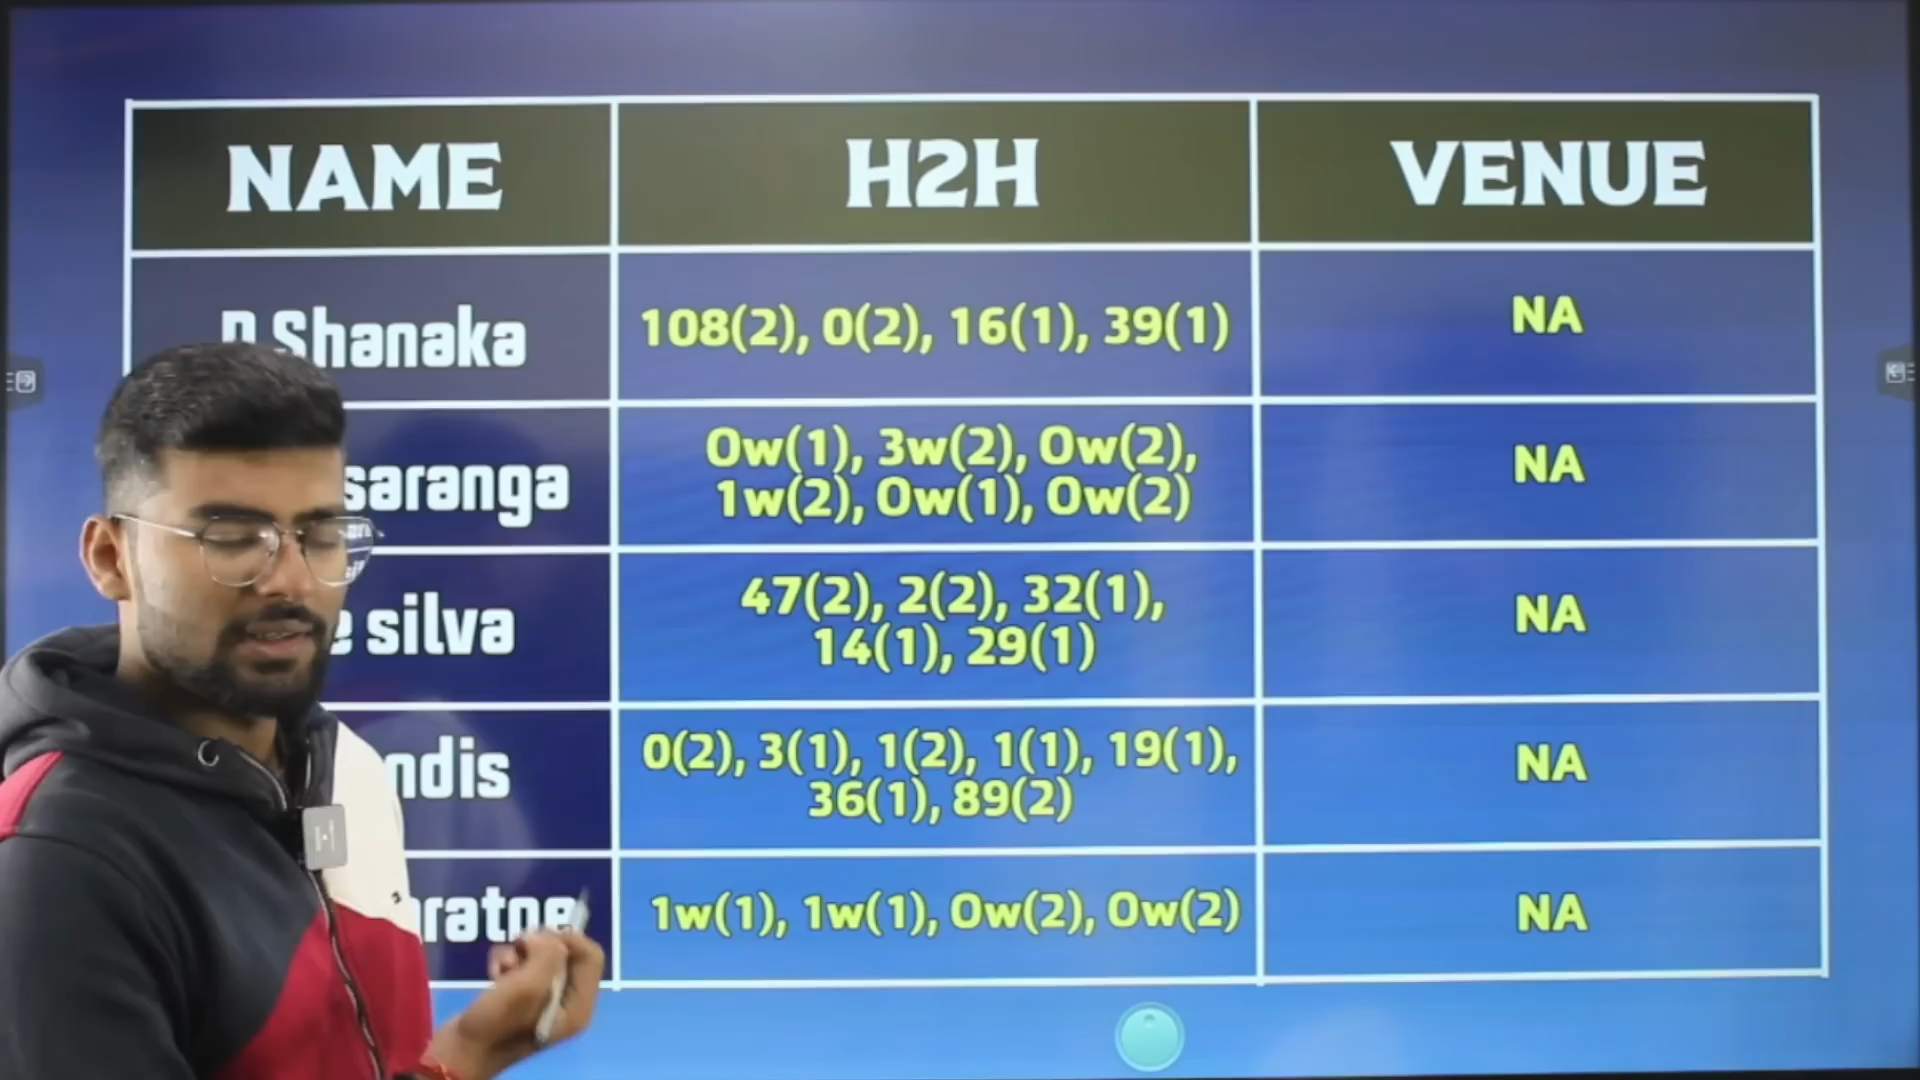 NAME H2H VENUE
Shanaka 108(2), 0(2), 16(1), 39(1) NA
saranga 0w(1), 3w(2), 0w(2),
1w(2), 0w(1), 0w(2) NA
silva 47(2), 2(2), 32(1),
14(1), 29(1) NA
ndis 0(2), 3(1), 1(2), 1(1), 19(1),
36(1), 89(2) NA
1w(1), 1w(1), 0w(2), 0w(2) NA